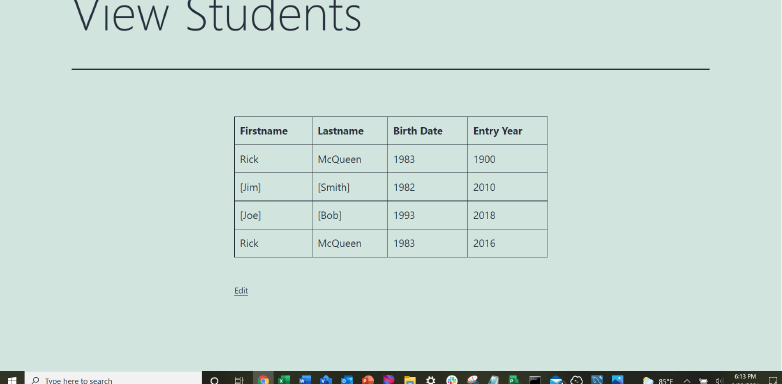 View Students
Firstname Lastname Birth Date Entry Year
Rick McQueen 1983 1900
[Jim] [Smith] 1982 2010
[Joe] [Bob] 1993 2018
Rick McQueen 1983 2016
Edit
Type here to search
85°F
6:13 PM